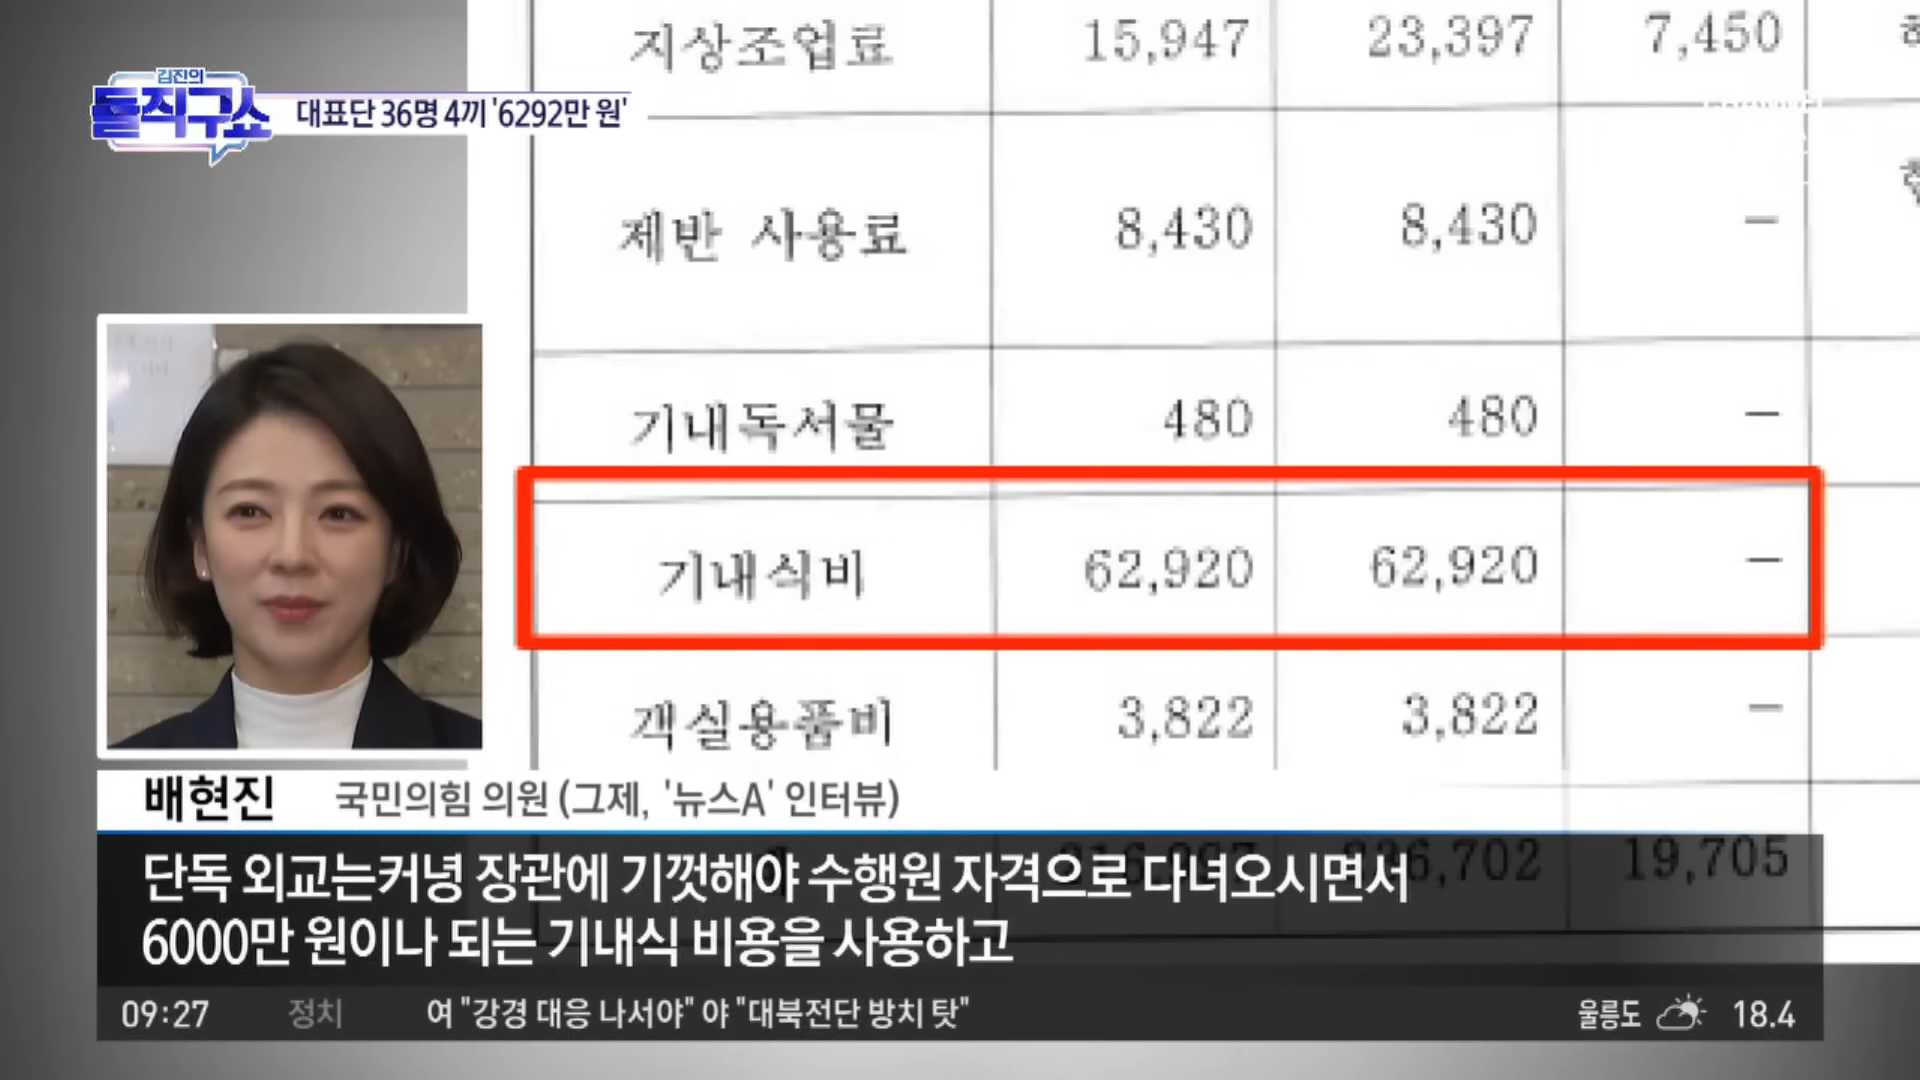 김진의
돌직구쇼
대표단 36명 4끼 '6292만 원'
지상조업료 15,947 23,397 7,450
제반 사용료 8,430 8,430 –
기내독서물 480 480 –
기내식비 62,920 62,920 –
객실용품비 3,822 3,822 –
19,705
배현진 국민의힘 의원 (그제, '뉴스A' 인터뷰)
단독 외교는커녕 장관에 기껏해야 수행원 자격으로 다녀오시면서
6000만 원이나 되는 기내식 비용을 사용하고
09:27 정치 여 "강경 대응 나서야" 야 "대북전단 방치 탓" 울릉도 18.4